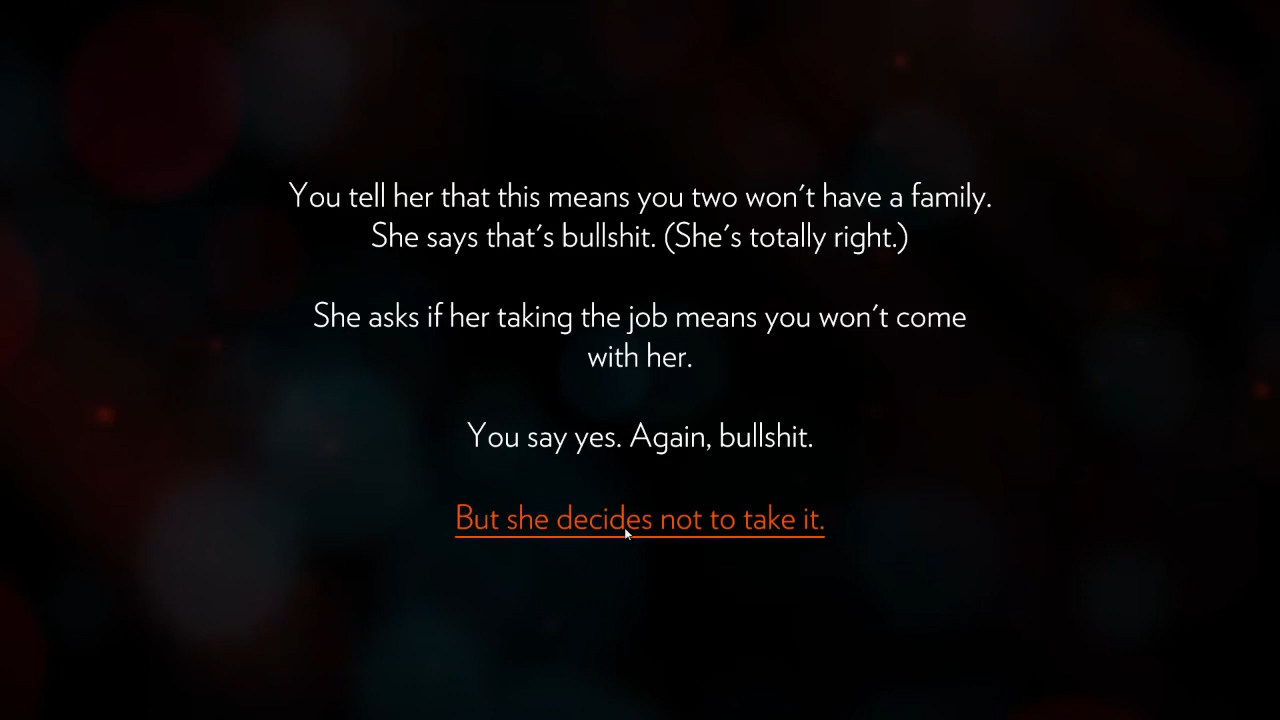 You tell her that this means you two won't have a family.
She says that's bullshit. (She's totally right.)
She asks if her taking the job means you won't come
with her.
You say yes. Again, bullshit.
But she decides not to take it.